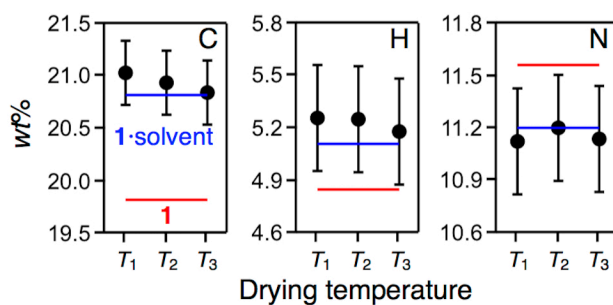 wt%
21.5
21.0
20.5
20.0
19.5
C
1·solvent
1
T1 T2 T3
5.8
5.5
5.2
4.9
4.6
H
T1 T2 T3
11.8
11.5
11.2
10.9
10.6
N
T1 T2 T3
Drying temperature